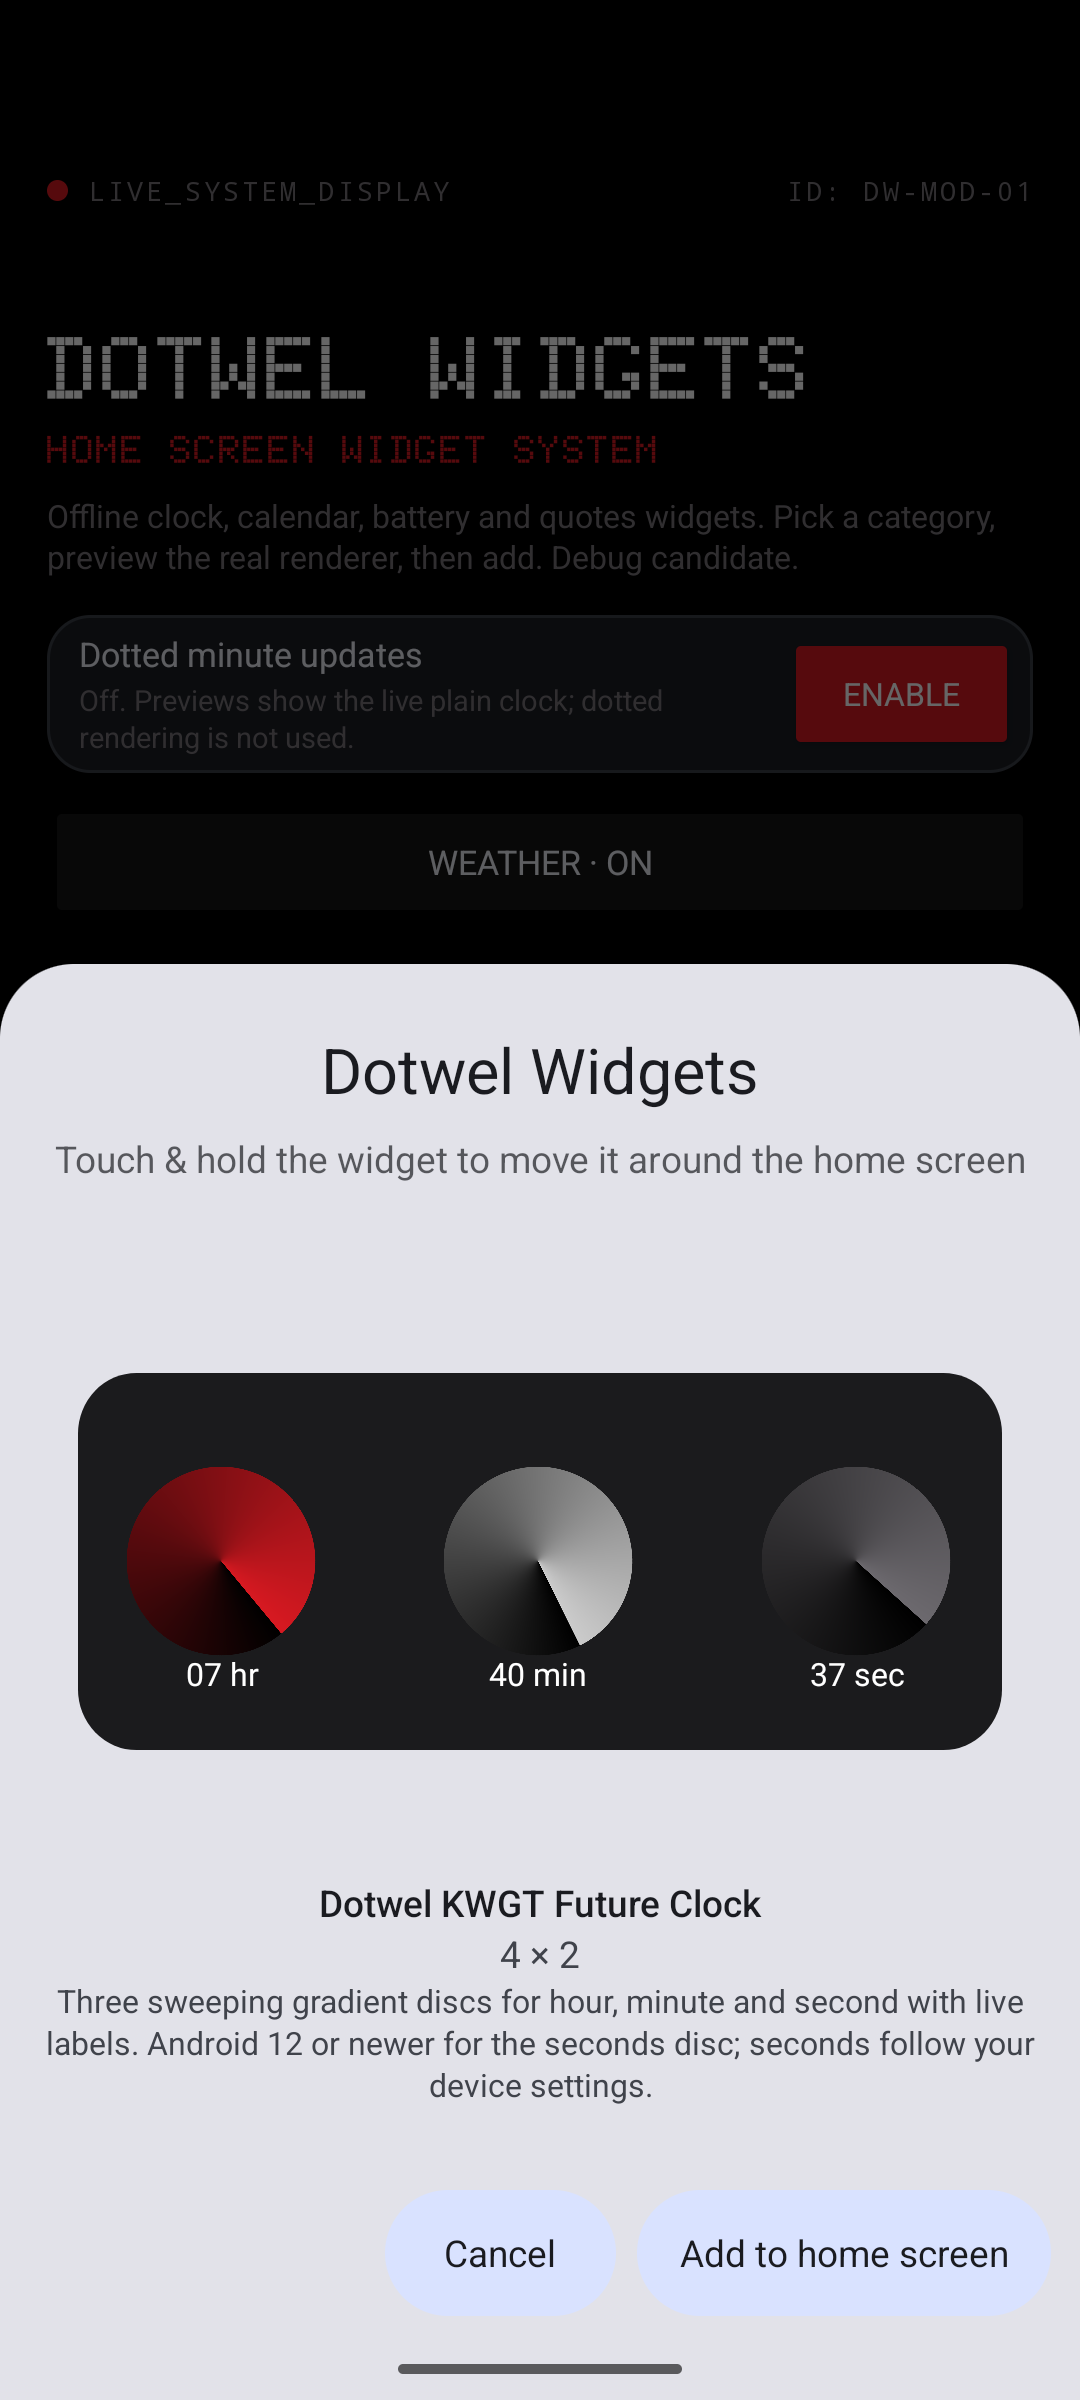 LIVE_SYSTEM_DISPLAY
ID: DW-MOD-01
DOTWEL WIDGETS
HOME SCREEN WIDGET SYSTEM
Offline clock, calendar, battery and quotes widgets. Pick a category,
preview the real renderer, then add. Debug candidate.
Dotted minute updates
Off. Previews show the live plain clock; dotted
rendering is not used.
ENABLE
WEATHER · ON
Dotwel Widgets
Touch & hold the widget to move it around the home screen
07 hr
40 min
37 sec
Dotwel KWGT Future Clock
4 × 2
Three sweeping gradient discs for hour, minute and second with live
labels. Android 12 or newer for the seconds disc; seconds follow your
device settings.
Cancel
Add to home screen